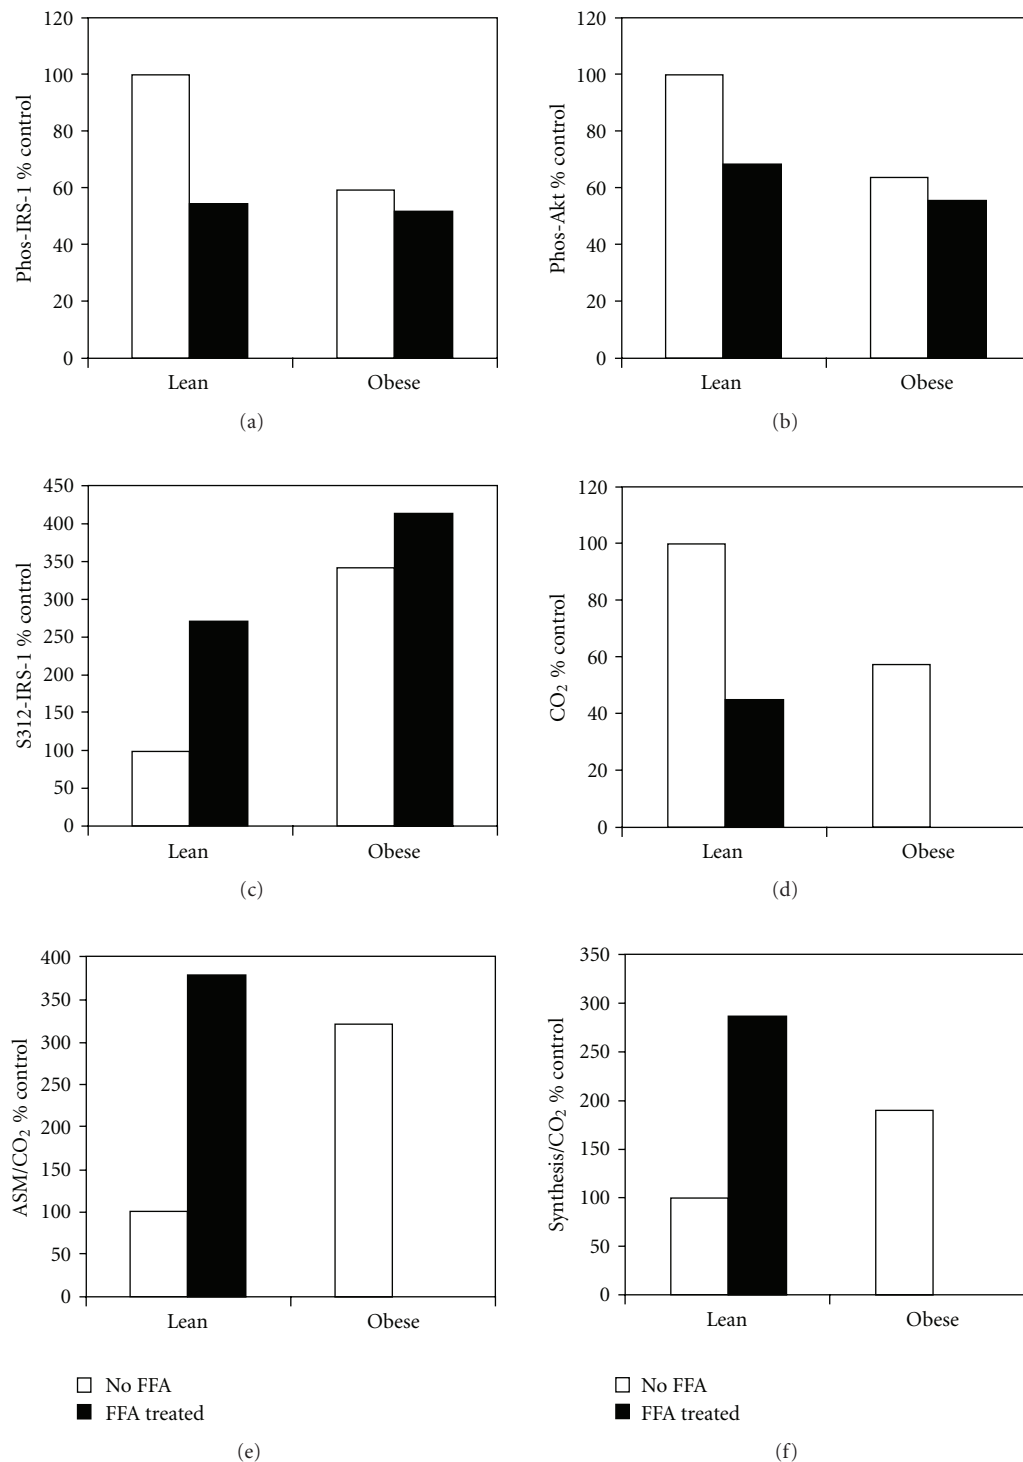 120
100
80
60
40
20
0
Phos-IRS-1 % control
Lean
Obese
(a)
120
100
80
60
40
20
0
Phos-Akt % control
Lean
Obese
(b)
450
400
350
300
250
200
150
100
50
0
S312-IRS-1 % control
Lean
Obese
(c)
120
100
80
60
40
20
0
CO₂ % control
Lean
Obese
(d)
400
350
300
250
200
150
100
50
0
ASM/CO₂ % control
Lean
Obese
No FFA
FFA treated
(e)
350
300
250
200
150
100
50
0
Synthesis/CO₂ % control
Lean
Obese
No FFA
FFA treated
(f)